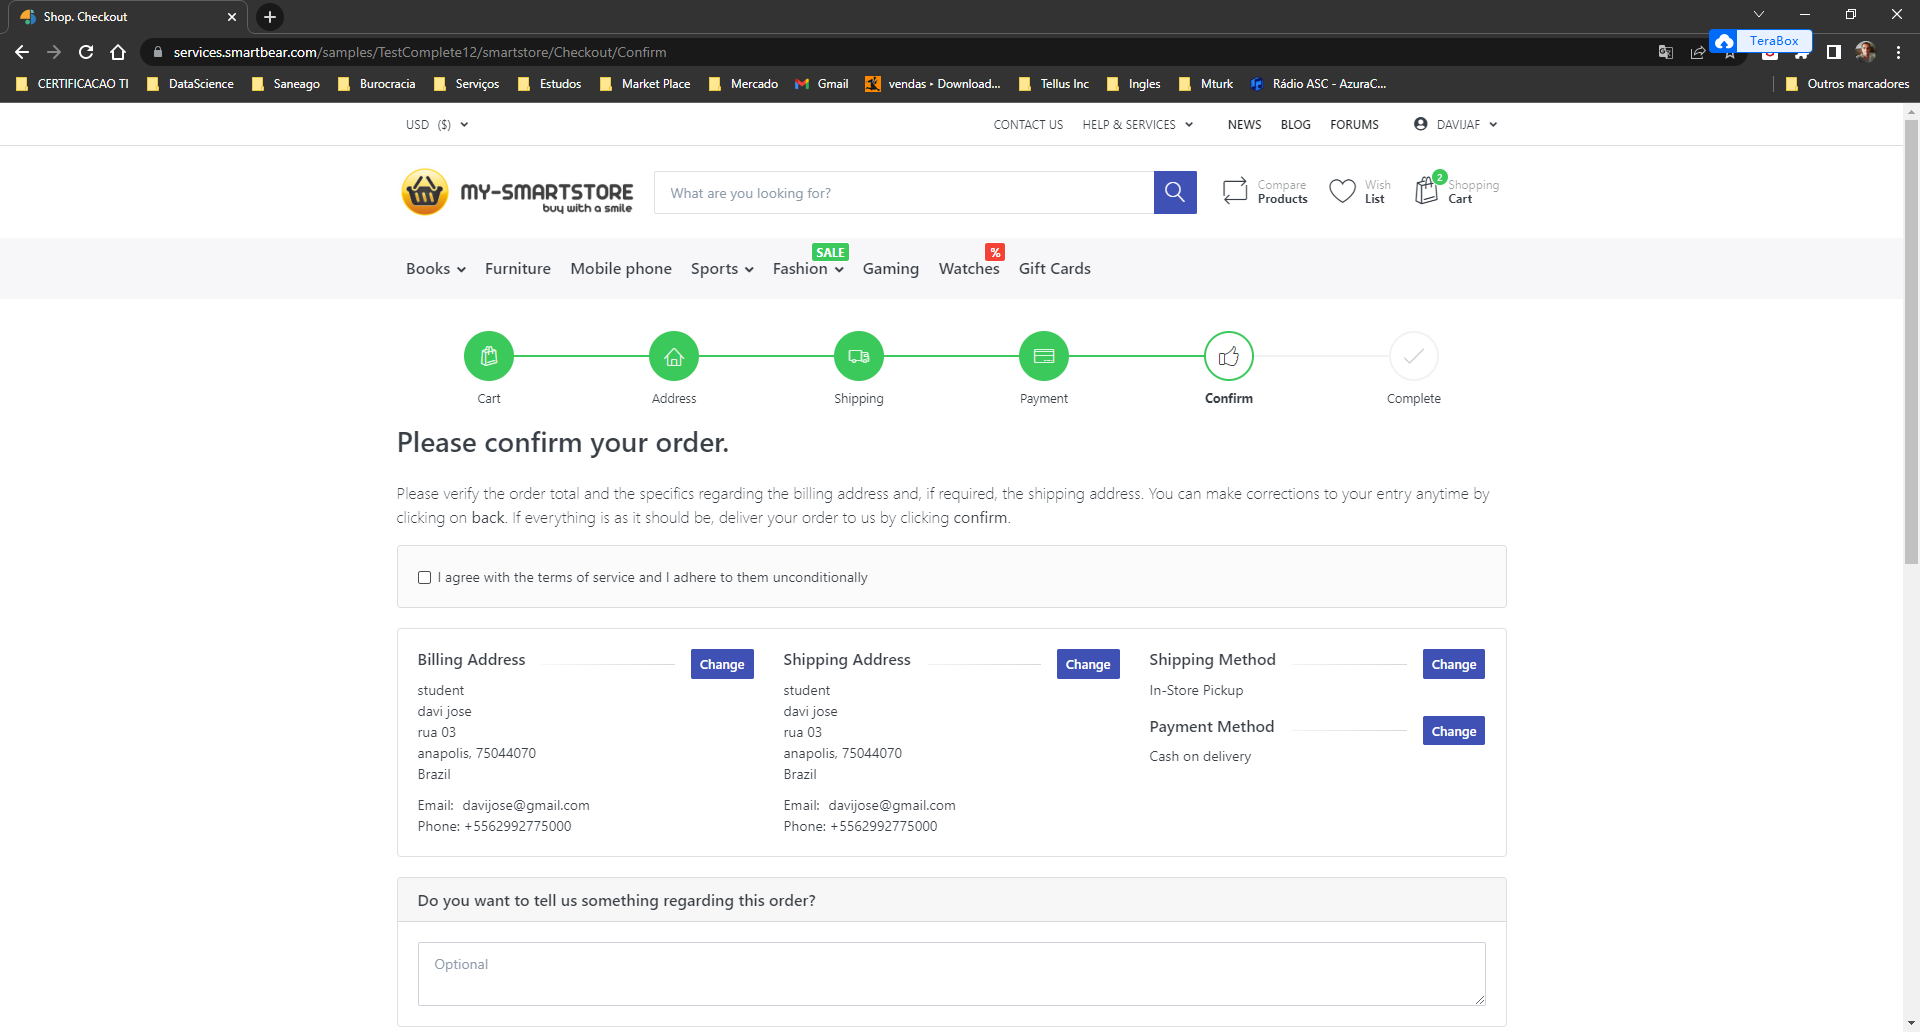 Shop. Checkout
services.smartbear.com/samples/TestComplete12/smartstore/Checkout/Confirm
TeraBox
CERTIFICACAO TI DataScience Seneago Burocracia Serviços Estudos Market Place Mercado Gmail vendas ‣ Download... Tellus Inc Ingles Mturk Rádio ASC - AzuraC... Outros marcadores
USD ($) CONTACT US HELP & SERVICES NEWS BLOG FORUMS DAVIJAF
MY-SMARTSTORE
buy with a smile
What are you looking for?
Compare
Products
Wish
List
2
Shopping
Cart
SALE %
Books Furniture Mobile phone Sports Fashion Gaming Watches Gift Cards
Cart Address Shipping Payment Confirm Complete
Please confirm your order.
Please verify the order total and the specifics regarding the billing address and, if required, the shipping address. You can make corrections to your entry anytime by
clicking on back. If everything is as it should be, deliver your order to us by clicking confirm.
I agree with the terms of service and I adhere to them unconditionally
Billing Address Change
student
davi jose
rua 03
anapolis, 75044070
Brazil
Email: davijose@gmail.com
Phone: +5562992775000
Shipping Address Change
student
davi jose
rua 03
anapolis, 75044070
Brazil
Email: davijose@gmail.com
Phone: +5562992775000
Shipping Method Change
In-Store Pickup
Payment Method Change
Cash on delivery
Do you want to tell us something regarding this order?
Optional